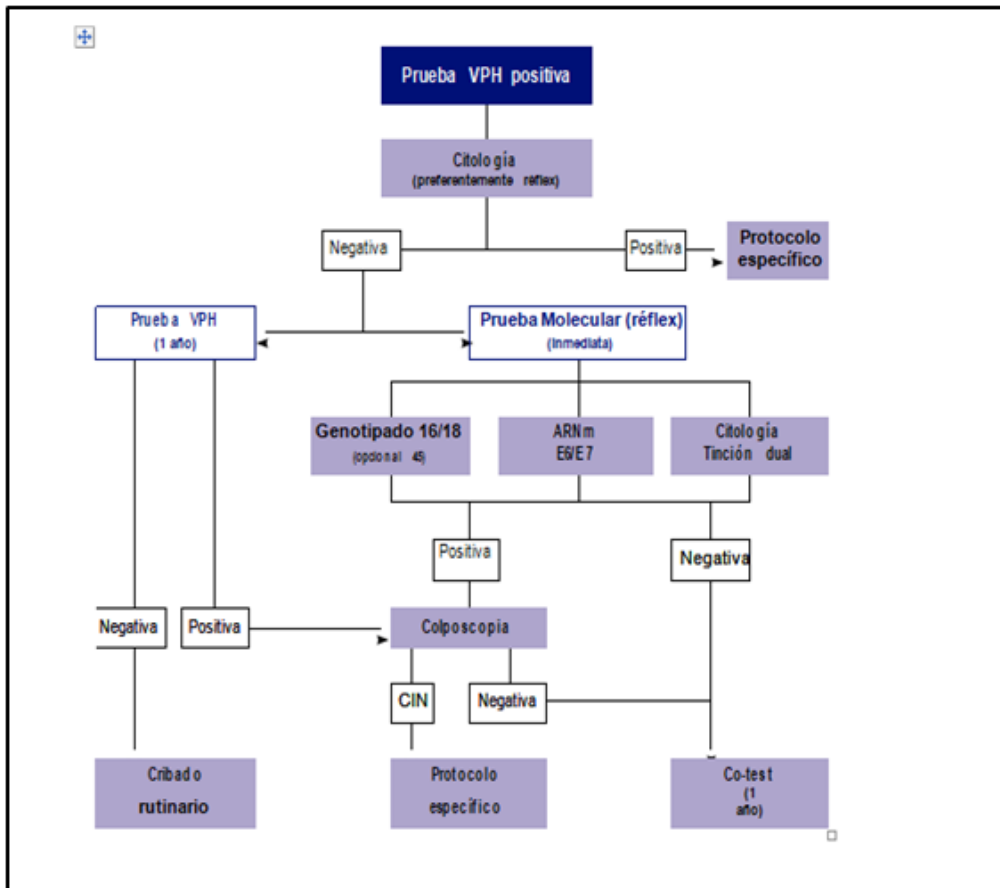 Prueba VPH positiva
Citología
(preferentemente réflex)
Negativa
Positiva
Protocolo
específico
Prueba VPH
(1 año)
Prueba Molecular (réflex)
(inmediata)
Genotipado 16/18
(opcional 45)
ARNm
E6/E7
Citología
Tinción dual
Positiva
Negativa
Negativa
Positiva
Colposcopia
CIN
Negativa
Cribado
rutinario
Protocolo
específico
Co-test
(1
año)